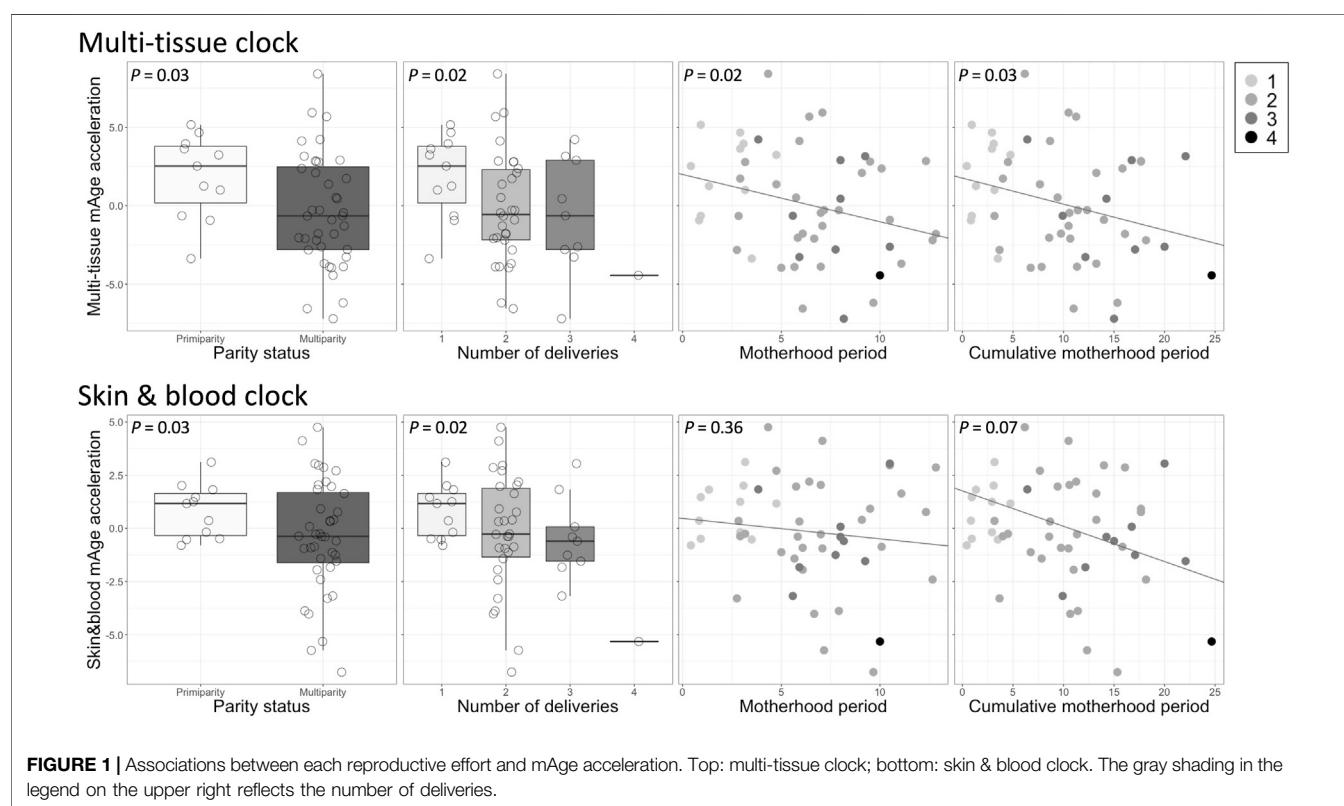 Multi-tissue clock
Multi-tissue mAge acceleration
5.0
0.0
-5.0
P = 0.03
Primiparity Multiparity
Parity status
P = 0.02
1 2 3 4
Number of deliveries
P = 0.02
0 5 10
Motherhood period
P = 0.03
0 5 10 15 20 25
Cumulative motherhood period
1
2
3
4
Skin & blood clock
Skin&blood mAge acceleration
5.0
2.5
0.0
-2.5
-5.0
P = 0.03
Primiparity Multiparity
Parity status
P = 0.02
1 2 3 4
Number of deliveries
P = 0.36
0 5 10
Motherhood period
P = 0.07
0 5 10 15 20 25
Cumulative motherhood period
FIGURE 1 | Associations between each reproductive effort and mAge acceleration. Top: multi-tissue clock; bottom: skin & blood clock. The gray shading in the
legend on the upper right reflects the number of deliveries.